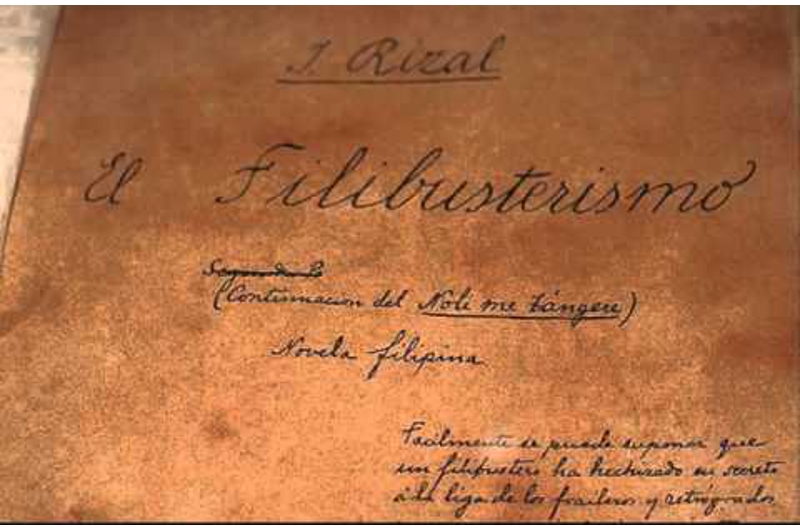 J. Rizal
El Filibusterismo
(Continuacion del Noli me tángere)
Novela filipina
Facilmente se puede suponer que
un filibustero ha hechizado en secreto
á la liga de los fraileros y retrógrados